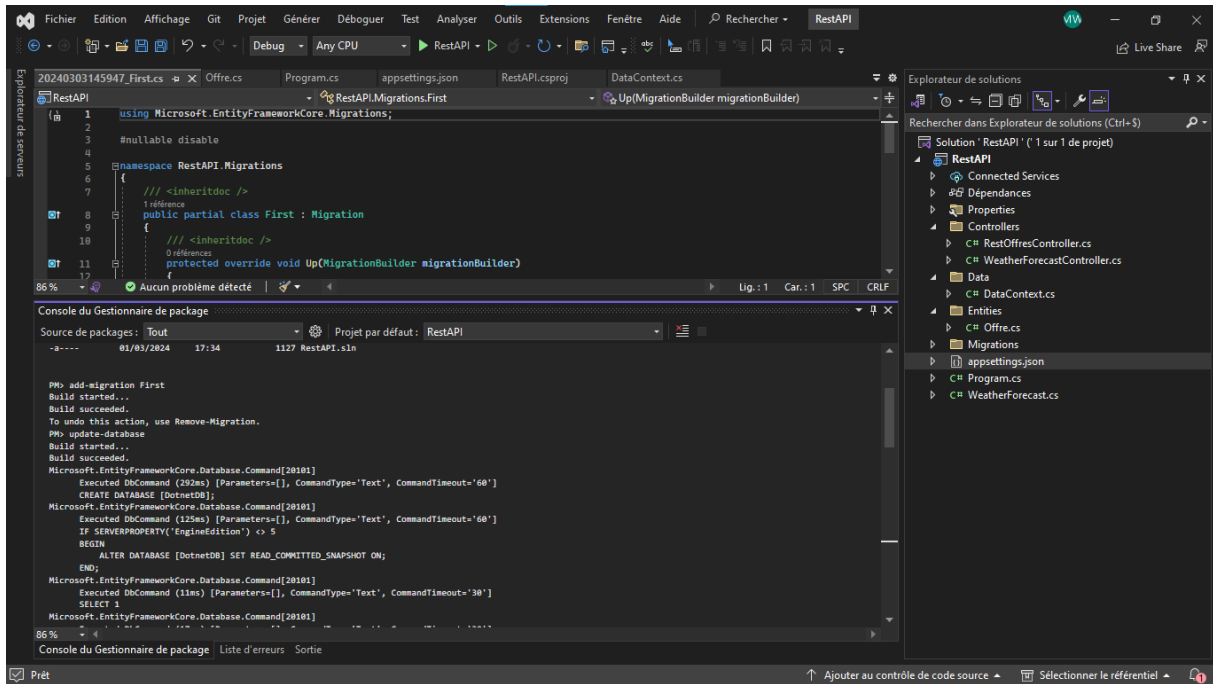 Fichier Edition Affichage Git Projet Générer Déboguer Test Analyser Outils Extensions Fenêtre Aide Rechercher RestAPI MW
Debug Any CPU RestAPI Live Share
20240303145947_First.cs Offre.cs Program.cs appsettings.json RestAPI.csproj DataContext.cs
RestAPI RestAPI.Migrations.First Up(MigrationBuilder migrationBuilder)
Explorateur de serveurs
1 using Microsoft.EntityFrameworkCore.Migrations;
2
3 #nullable disable
4
5 namespace RestAPI.Migrations
6 {
7 /// <inheritdoc />
1 référence
8 public partial class First : Migration
9 {
10 /// <inheritdoc />
0 références
11 protected override void Up(MigrationBuilder migrationBuilder)
12 {
86 % Aucun problème détecté Lig. : 1 Car. : 1 SPC CRLF
Console du Gestionnaire de package
Source de packages : Tout Projet par défaut : RestAPI
-a---- 01/03/2024 17:34 1127 RestAPI.sln
PM> add-migration First
Build started...
Build succeeded.
To undo this action, use Remove-Migration.
PM> update-database
Build started...
Build succeeded.
Microsoft.EntityFrameworkCore.Database.Command[20101]
Executed DbCommand (292ms) [Parameters=[], CommandType='Text', CommandTimeout='60']
CREATE DATABASE [DotnetDB];
Microsoft.EntityFrameworkCore.Database.Command[20101]
Executed DbCommand (125ms) [Parameters=[], CommandType='Text', CommandTimeout='60']
IF SERVERPROPERTY('EngineEdition') <> 5
BEGIN
ALTER DATABASE [DotnetDB] SET READ_COMMITTED_SNAPSHOT ON;
END;
Microsoft.EntityFrameworkCore.Database.Command[20101]
Executed DbCommand (11ms) [Parameters=[], CommandType='Text', CommandTimeout='30']
SELECT 1
Microsoft.EntityFrameworkCore.Database.Command[20101]
86 %
Console du Gestionnaire de package Liste d'erreurs Sortie
Explorateur de solutions
Rechercher dans Explorateur de solutions (Ctrl+$)
Solution ' RestAPI ' (' 1 sur 1 de projet)
RestAPI
Connected Services
Dépendances
Properties
Controllers
C# RestOffresController.cs
C# WeatherForecastController.cs
Data
C# DataContext.cs
Entities
C# Offre.cs
Migrations
appsettings.json
C# Program.cs
C# WeatherForecast.cs
Prêt Ajouter au contrôle de code source Sélectionner le référentiel 1